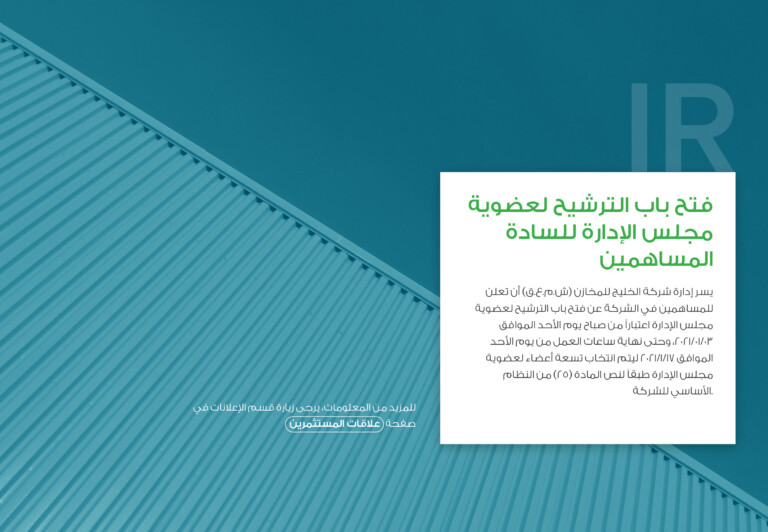 IR
فتح باب الترشيح لعضوية
مجلس الإدارة للسادة
المساهمين
يسر إدارة شركة الخليج للمخازن (ش.م.ع.ق) أن تعلن
للمساهمين في الشركة عن فتح باب الترشيح لعضوية
مجلس الإدارة اعتباراً من صباح يوم الأحد الموافق
٢٠٢١/٠١/٠٣، وحتى نهاية ساعات العمل من يوم الأحد
الموافق ٢٠٢١/١/١٧ ليتم انتخاب تسعة أعضاء لعضوية
مجلس الإدارة طبقاً لنص المادة (٢٥) من النظام
.الأساسي للشركة
للمزيد من المعلومات، يرجى زيارة قسم الإعلانات في
صفحة علاقات المستثمرين